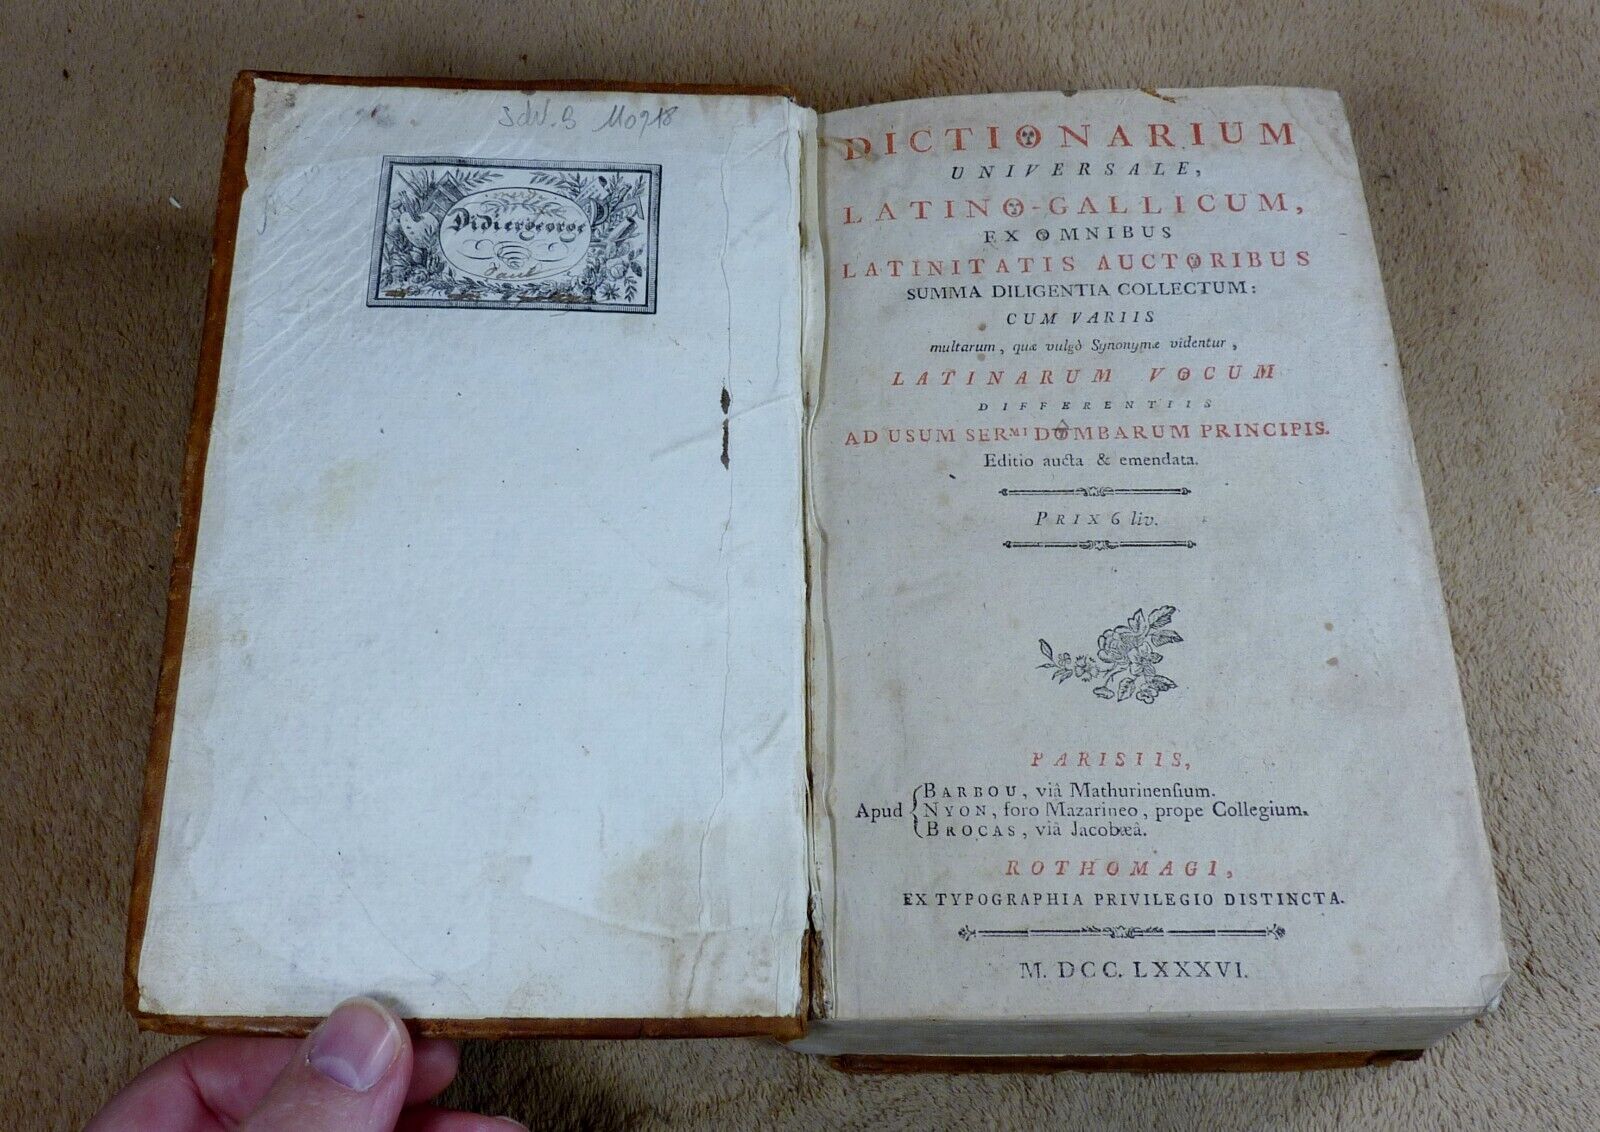 11098
Didiergeorge
DICTIONARIUM
UNIVERSALE,
LATINO-GALLICUM,
EX OMNIBUS
LATINITATIS AUCTORIBUS
SUMMA DILIGENTIA COLLECTUM:
CUM VARIIS
multarum, quæ vulgò Synonymæ videntur,
LATINARUM VOCUM
DIFFERENTIIS
AD USUM SERMI DOMBARUM PRINCIPIS.
Editio aucta & emendata.
PRIX 6 liv.
PARISIIS,
Apud
BARBOU, viâ Mathurinensium.
NYON, foro Mazarineo, prope Collegium.
BROCAS, viâ Jacobæâ.
ROTHOMAGI,
EX TYPOGRAPHIA PRIVILEGIO DISTINCTA.
M. DCC. LXXXVI.